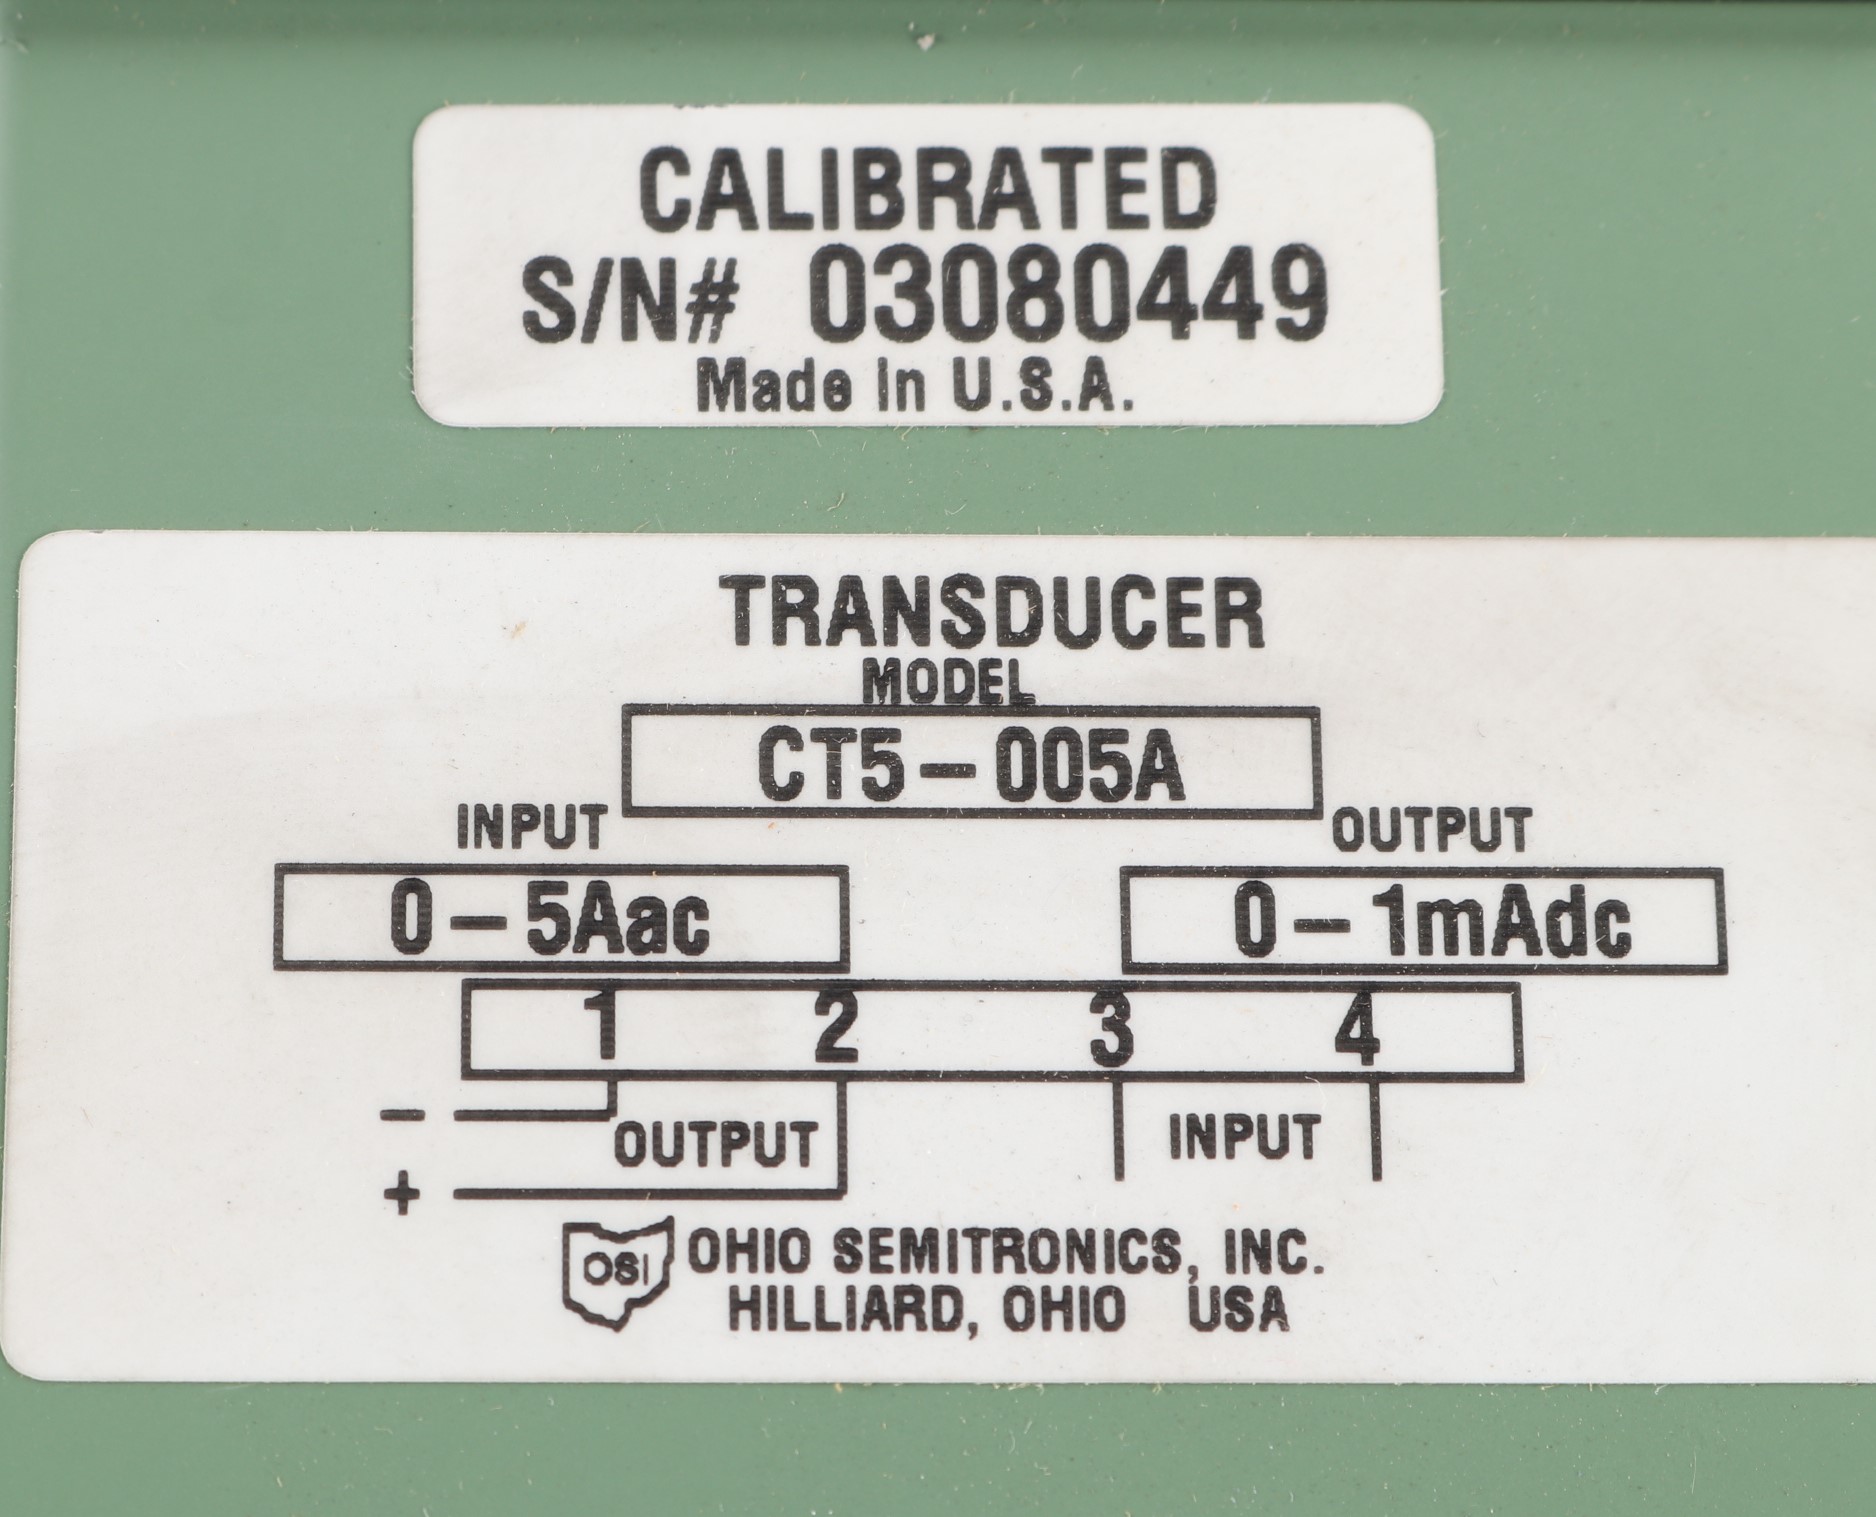 CALIBRATED
S/N# 03080449
Made in U.S.A.
TRANSDUCER
MODEL
CT5-005A
INPUT OUTPUT
0-5Aac 0-1mAdc
1 2 3 4
-
OUTPUT INPUT
+
OSI OHIO SEMITRONICS, INC.
HILLIARD, OHIO USA